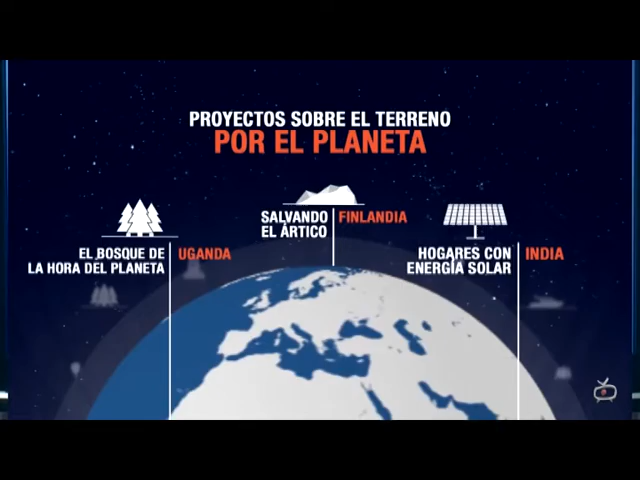 PROYECTOS SOBRE EL TERRENO
POR EL PLANETA
EL BOSQUE DE
LA HORA DEL PLANETA
UGANDA
SALVANDO
EL ÁRTICO
FINLANDIA
HOGARES CON
ENERGÍA SOLAR
INDIA